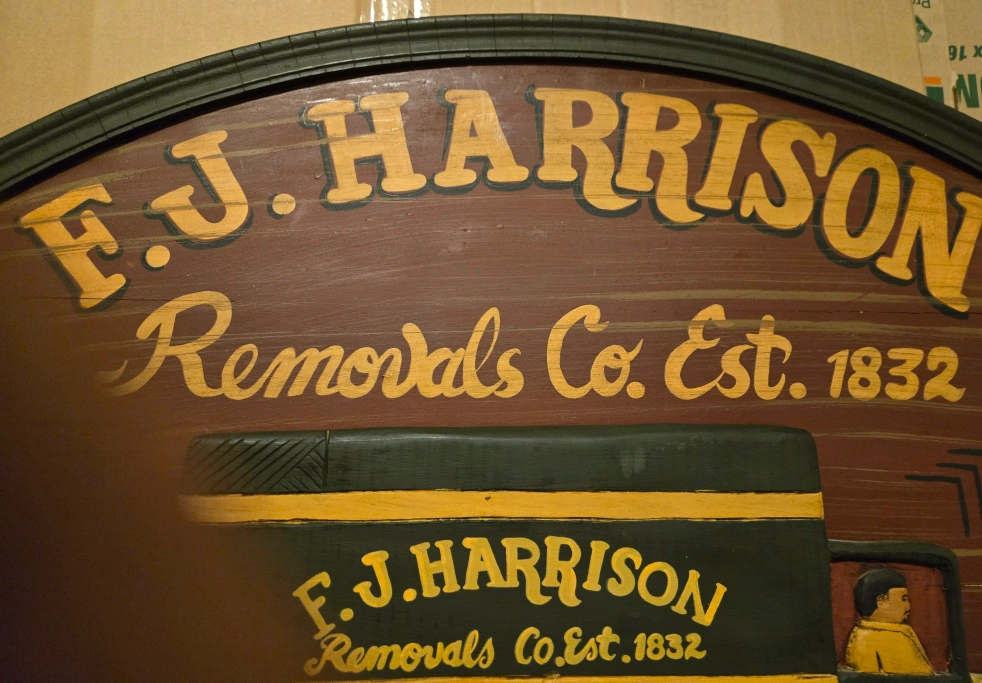 F.J. HARRISON
Removals Co. Est. 1832
F.J. HARRISON
Removals Co. Est. 1832